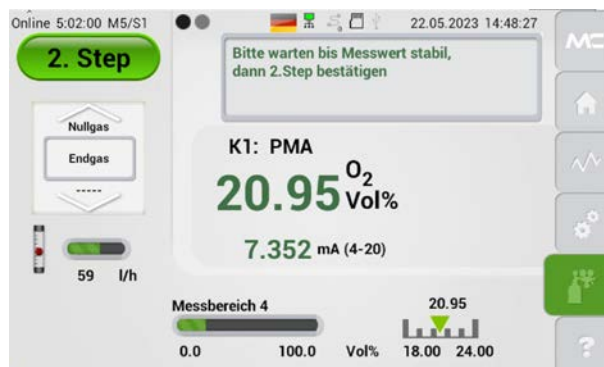 Online 5:02:00 M5/S1
22.05.2023 14:48:27
2. Step
Bitte warten bis Messwert stabil,
dann 2.Step bestätigen
MC
Nullgas
Endgas
-----
K1: PMA
20.95 O2 Vol%
7.352 mA (4-20)
59 l/h
Messbereich 4
20.95
0.0 100.0 Vol% 18.00 24.00
?